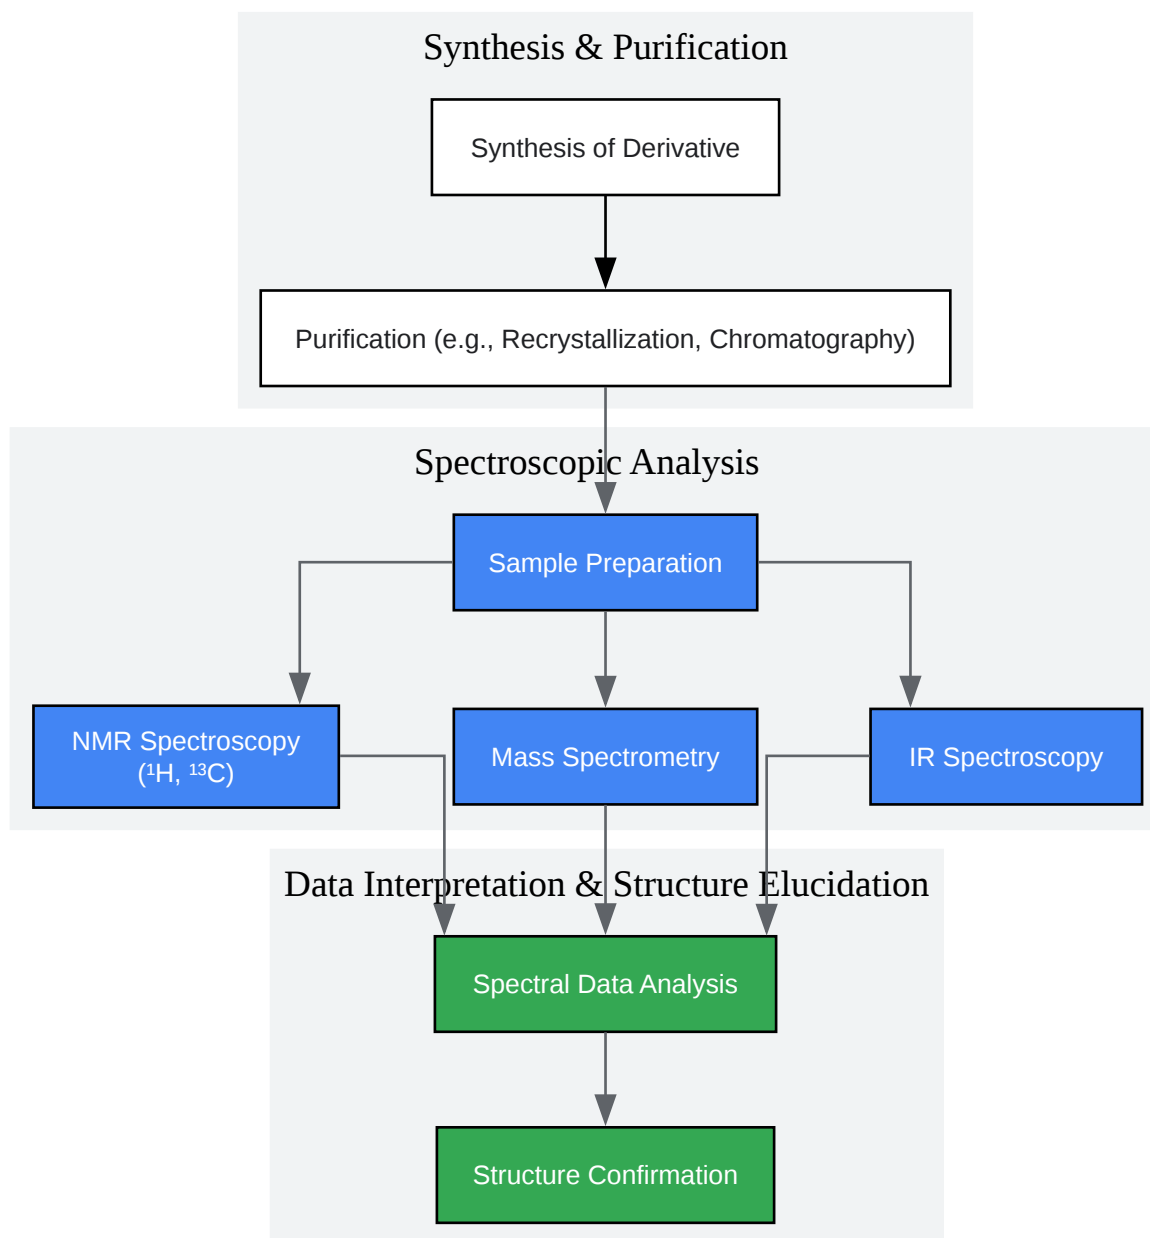 Synthesis & Purification
Synthesis of Derivative
Purification (e.g., Recrystallization, Chromatography)
Spectroscopic Analysis
Sample Preparation
NMR Spectroscopy
(¹H, ¹³C)
Mass Spectrometry
IR Spectroscopy
Data Interpretation & Structure Elucidation
Spectral Data Analysis
Structure Confirmation